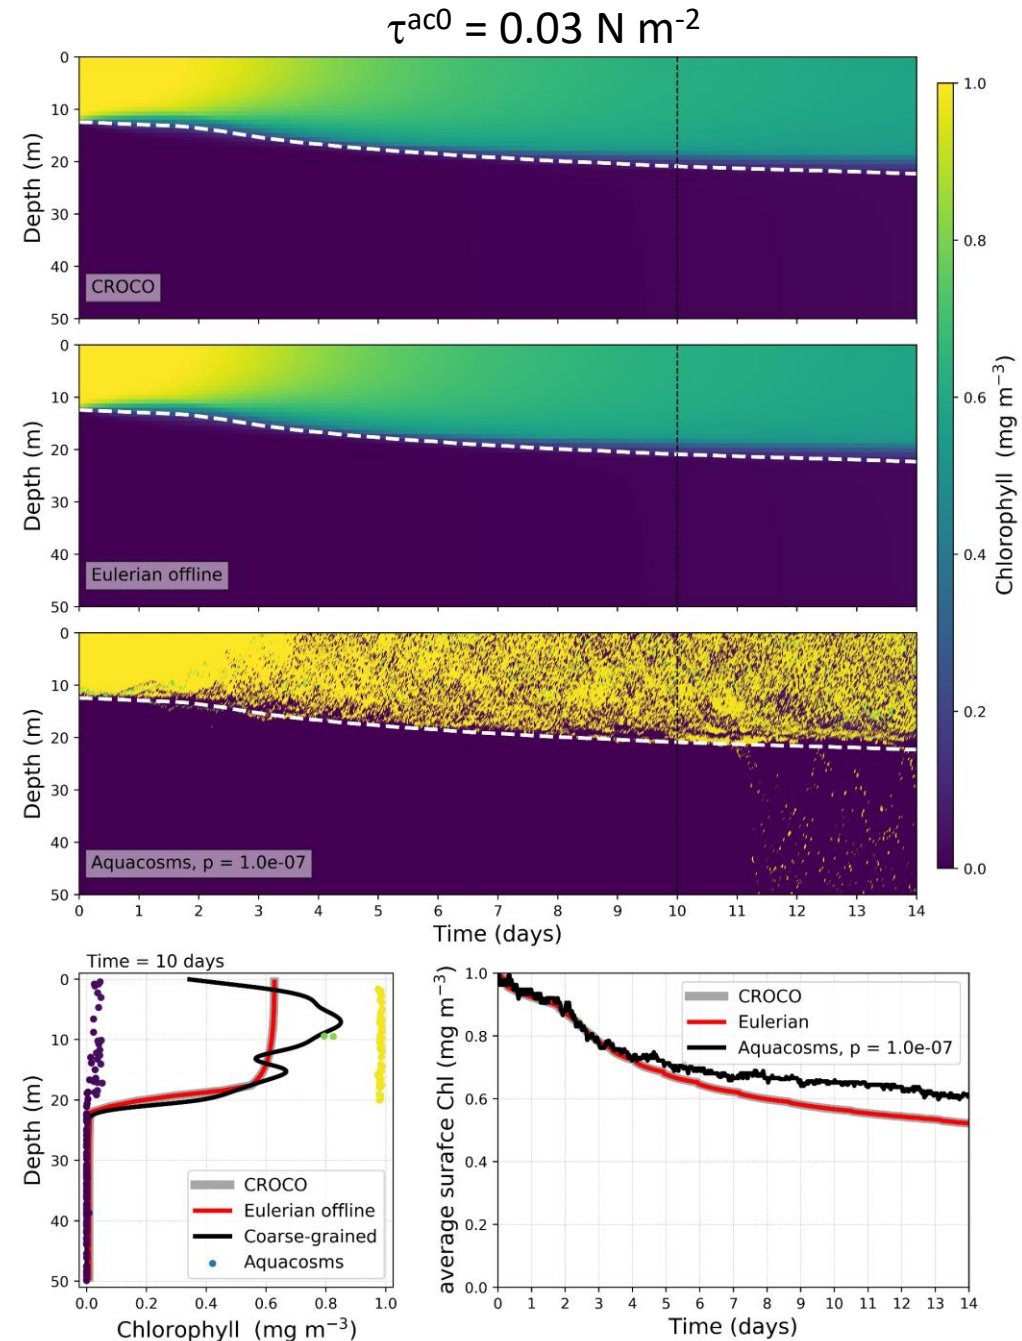 τac0 = 0.03 N m-2
0
10
20
30
40
50
Depth (m)
CROCO
0
10
20
30
40
50
Depth (m)
Eulerian offline
0
10
20
30
40
50
Depth (m)
Aquacosms, p = 1.0e-07
0 1 2 3 4 5 6 7 8 9 10 11 12 13 14
Time (days)
1.0
0.8
0.6
0.4
0.2
0.0
Chlorophyll (mg m−3)
Time = 10 days
0
10
20
30
40
50
Depth (m)
CROCO
Eulerian offline
Coarse-grained
Aquacosms
0.0 0.2 0.4 0.6 0.8 1.0
Chlorophyll (mg m−3)
1.0
0.8
0.6
0.4
0.2
0.0
average surafce Chl (mg m−3)
CROCO
Eulerian
Aquacosms, p = 1.0e-07
0 1 2 3 4 5 6 7 8 9 10 11 12 13 14
Time (days)